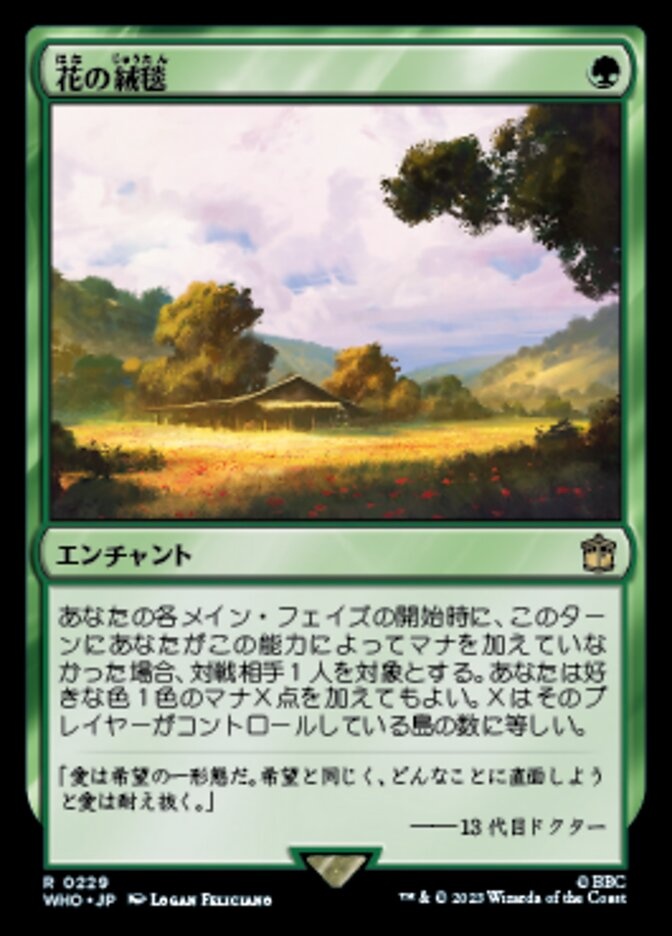 はな じゅうたん
花の絨毯
エンチャント
あなたの各メイン・フェイズの開始時に、このター
ンにあなたがこの能力によってマナを加えていな
かった場合、対戦相手１人を対象とする。あなたは好
きな色１色のマナＸ点を加えてもよい。Ｘはそのプ
レイヤーがコントロールしている島の数に等しい。
「愛は希望の一形態だ。希望と同じく、どんなことに直面しよう
と愛は耐え抜く。」
——13代目ドクター
R 0229
WHO•JP LOGAN FELICIANO
© BBC
™ & © 2023 Wizards of the Coast